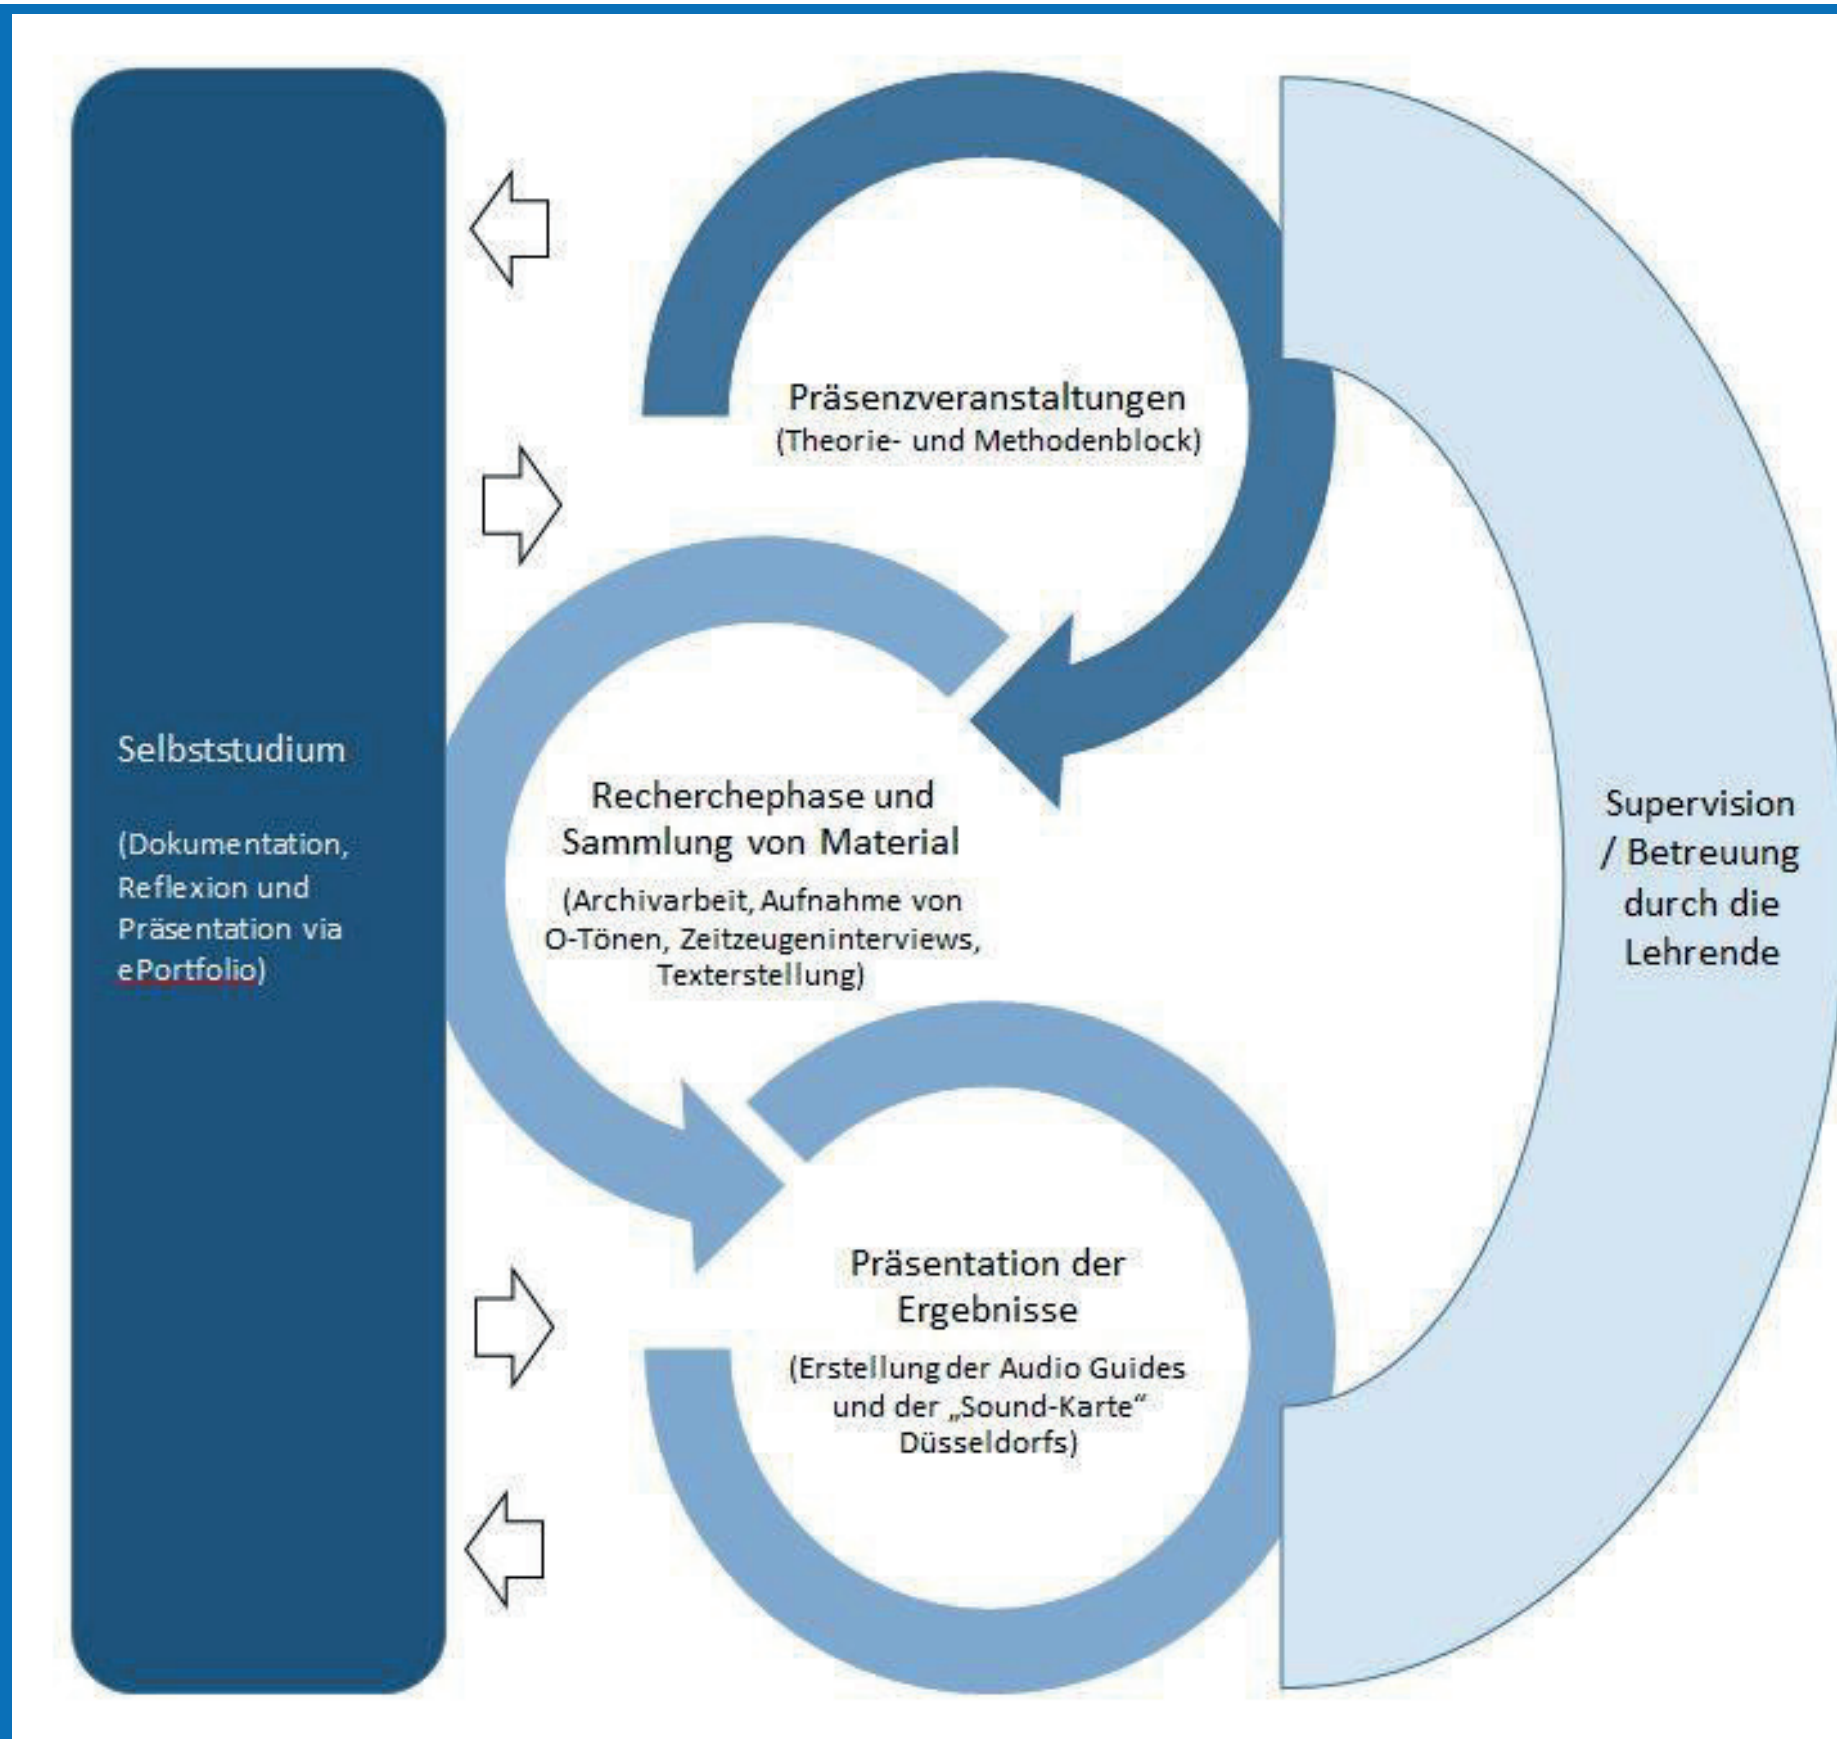 Selbststudium
(Dokumentation,
Reflexion und
Präsentation via
ePortfolio)
Präsenzveranstaltungen
(Theorie- und Methodenblock)
Recherchephase und
Sammlung von Material
(Archivarbeit, Aufnahme von
O-Tönen, Zeitzeugeninterviews,
Texterstellung)
Präsentation der
Ergebnisse
(Erstellung der Audio Guides
und der „Sound-Karte“
Düsseldorfs)
Supervision
/ Betreuung
durch die
Lehrende